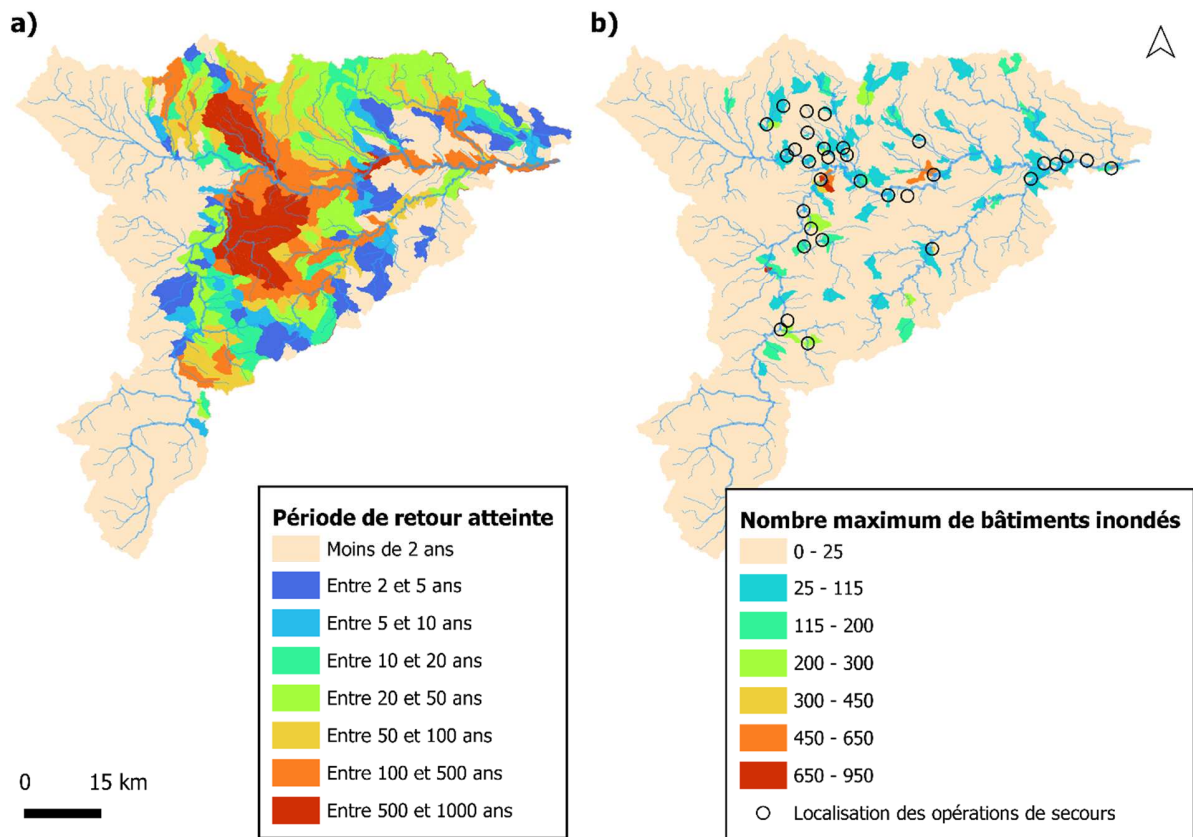 a)
Période de retour atteinte
Moins de 2 ans
Entre 2 et 5 ans
Entre 5 et 10 ans
Entre 10 et 20 ans
Entre 20 et 50 ans
Entre 50 et 100 ans
Entre 100 et 500 ans
Entre 500 et 1000 ans
0 15 km
b)
Nombre maximum de bâtiments inondés
0 - 25
25 - 115
115 - 200
200 - 300
300 - 450
450 - 650
650 - 950
Localisation des opérations de secours